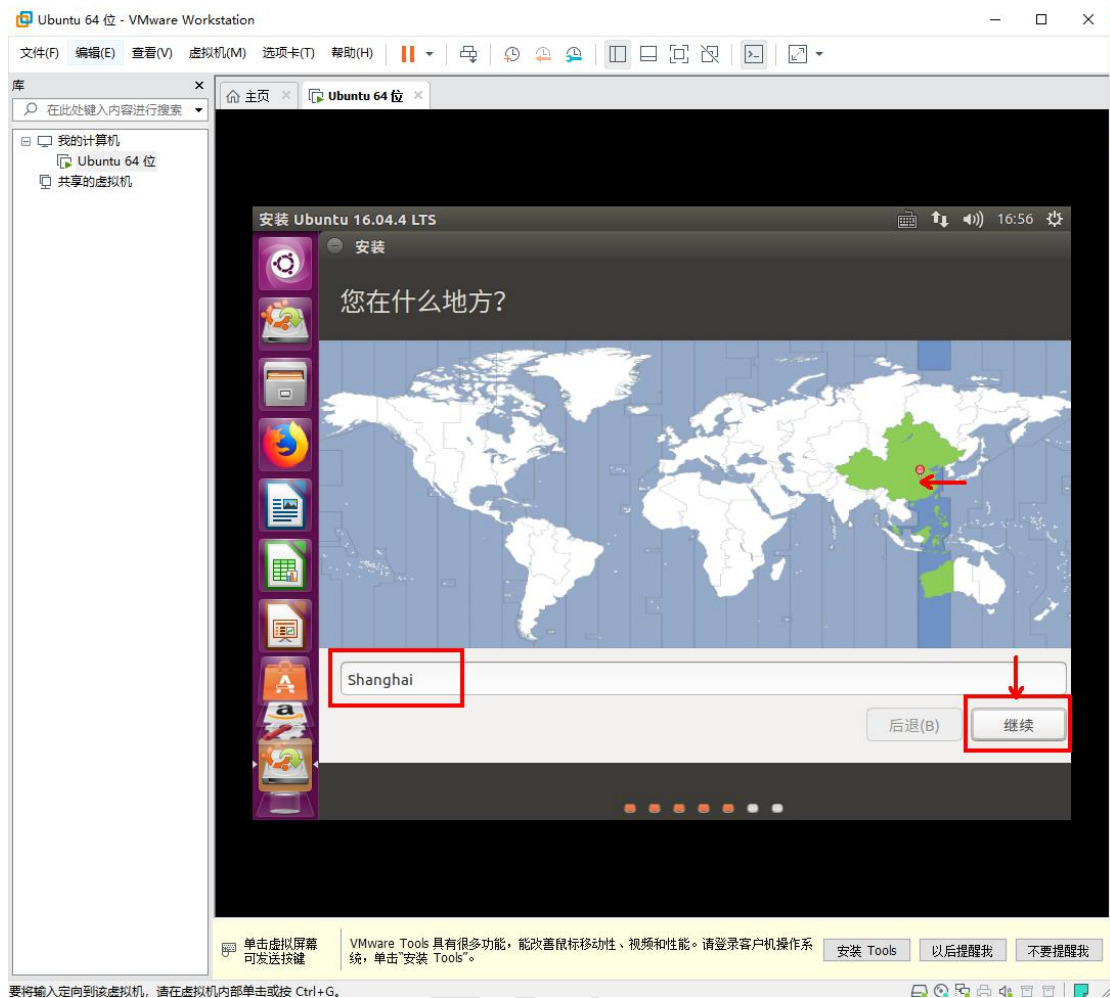 Ubuntu 64 位 - VMware Workstation
文件(F) 编辑(E) 查看(V) 虚拟机(M) 选项卡(T) 帮助(H)
库
在此处键入内容进行搜索
我的计算机
Ubuntu 64 位
共享的虚拟机
主页
Ubuntu 64 位
安装 Ubuntu 16.04.4 LTS
16:56
安装
您在什么地方？
Shanghai
后退(B)
继续
单击虚拟屏幕
可发送按键
VMware Tools 具有很多功能，能改善鼠标移动性、视频和性能。请登录客户机操作系
统，单击“安装 Tools”。
安装 Tools
以后提醒我
不要提醒我
要将输入定向到该虚拟机，请在虚拟机内部单击或按 Ctrl+G。